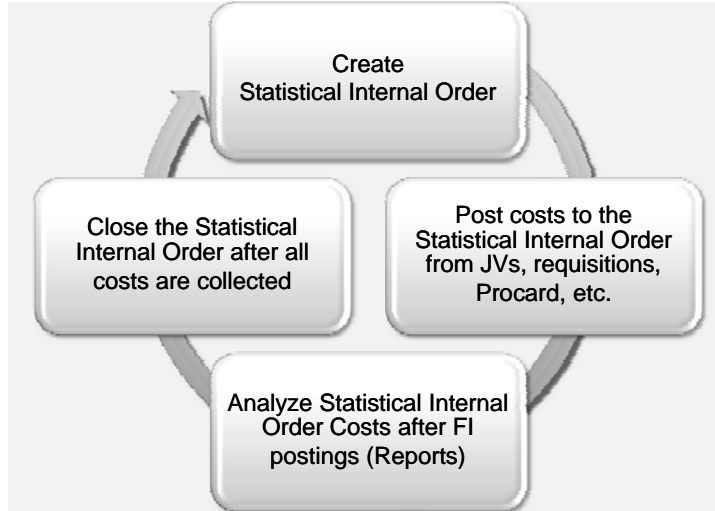 Create
Statistical Internal Order
Post costs to the
Statistical Internal Order
from JVs, requisitions,
Procard, etc.
Analyze Statistical Internal
Order Costs after FI
postings (Reports)
Close the Statistical
Internal Order after all
costs are collected